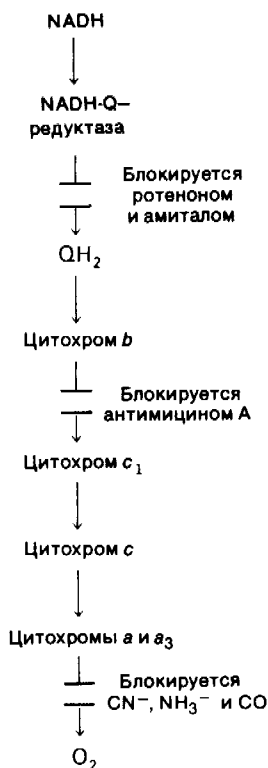 NADH
NADH-Q–
редуктаза
Блокируется
ротеноном
и амиталом
QH₂
Цитохром b
Блокируется
антимицином А
Цитохром c₁
Цитохром c
Цитохромы a и a₃
Блокируется
CN⁻, NH₃⁻ и CO
O₂